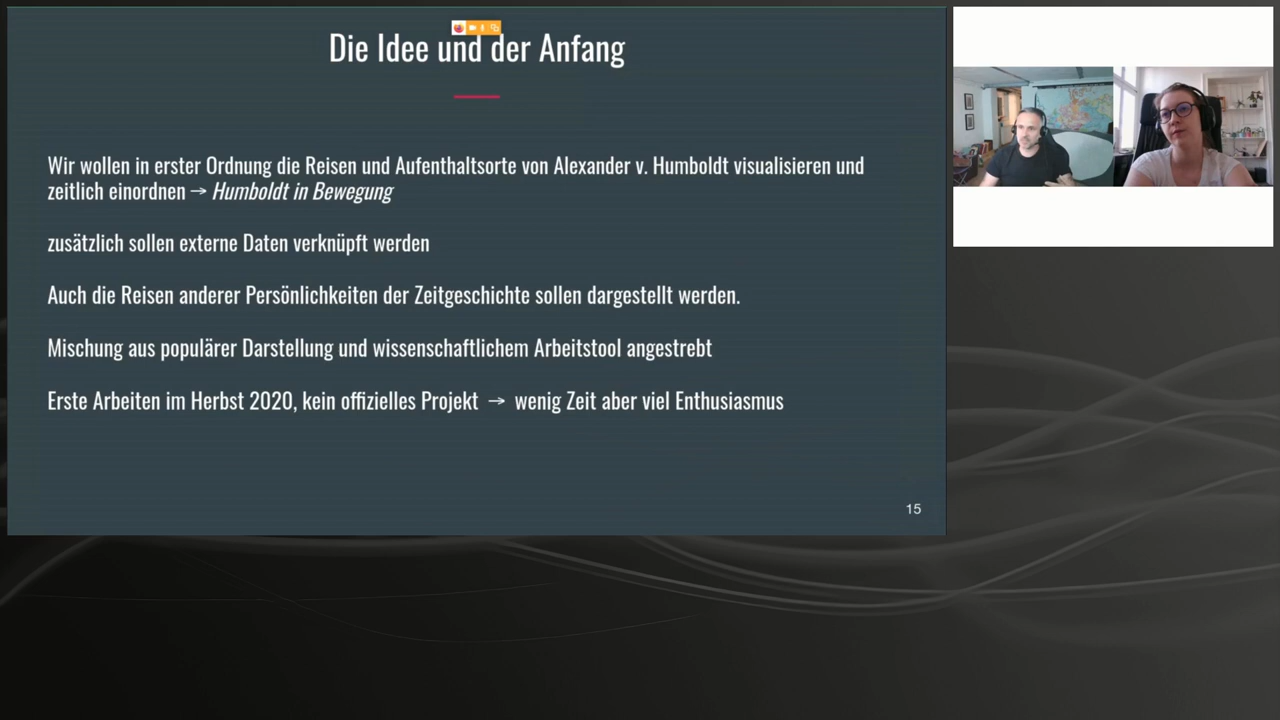 Die Idee und der Anfang
Wir wollen in erster Ordnung die Reisen und Aufenthaltsorte von Alexander v. Humboldt visualisieren und
zeitlich einordnen → Humboldt in Bewegung
zusätzlich sollen externe Daten verknüpft werden
Auch die Reisen anderer Persönlichkeiten der Zeitgeschichte sollen dargestellt werden.
Mischung aus populärer Darstellung und wissenschaftlichem Arbeitstool angestrebt
Erste Arbeiten im Herbst 2020, kein offizielles Projekt → wenig Zeit aber viel Enthusiasmus
15